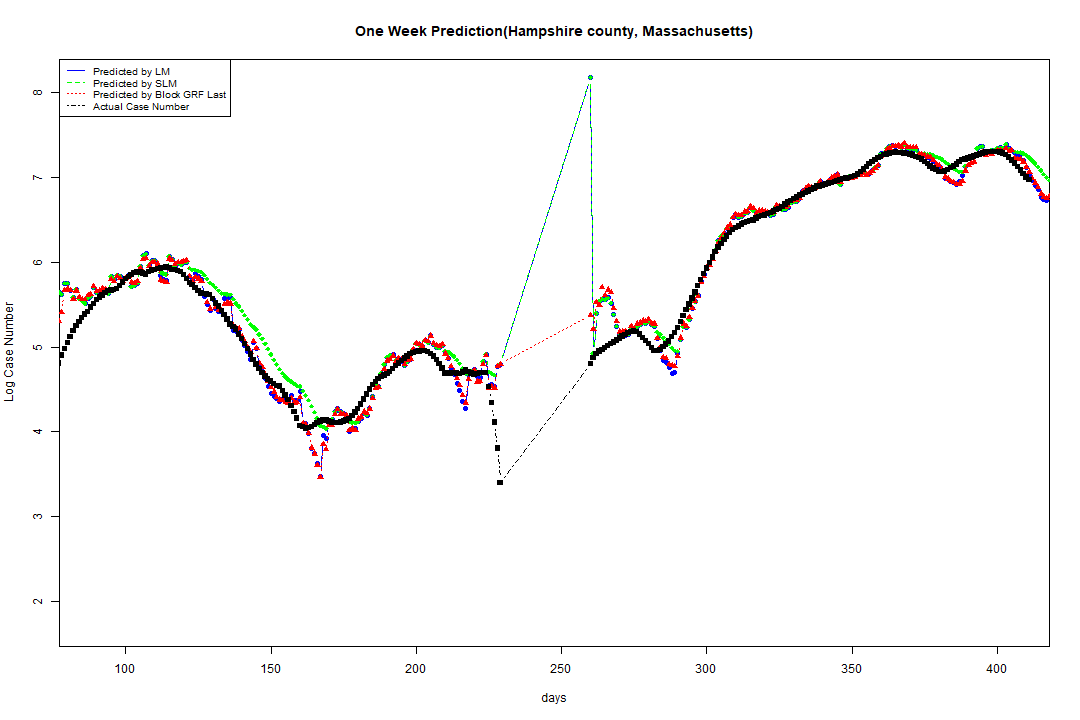 One Week Prediction(Hampshire county, Massachusetts)
Predicted by LM
Predicted by SLM
Predicted by Block GRF Last
Actual Case Number
Log Case Number
8
7
6
5
4
3
2
100 150 200 250 300 350 400
days